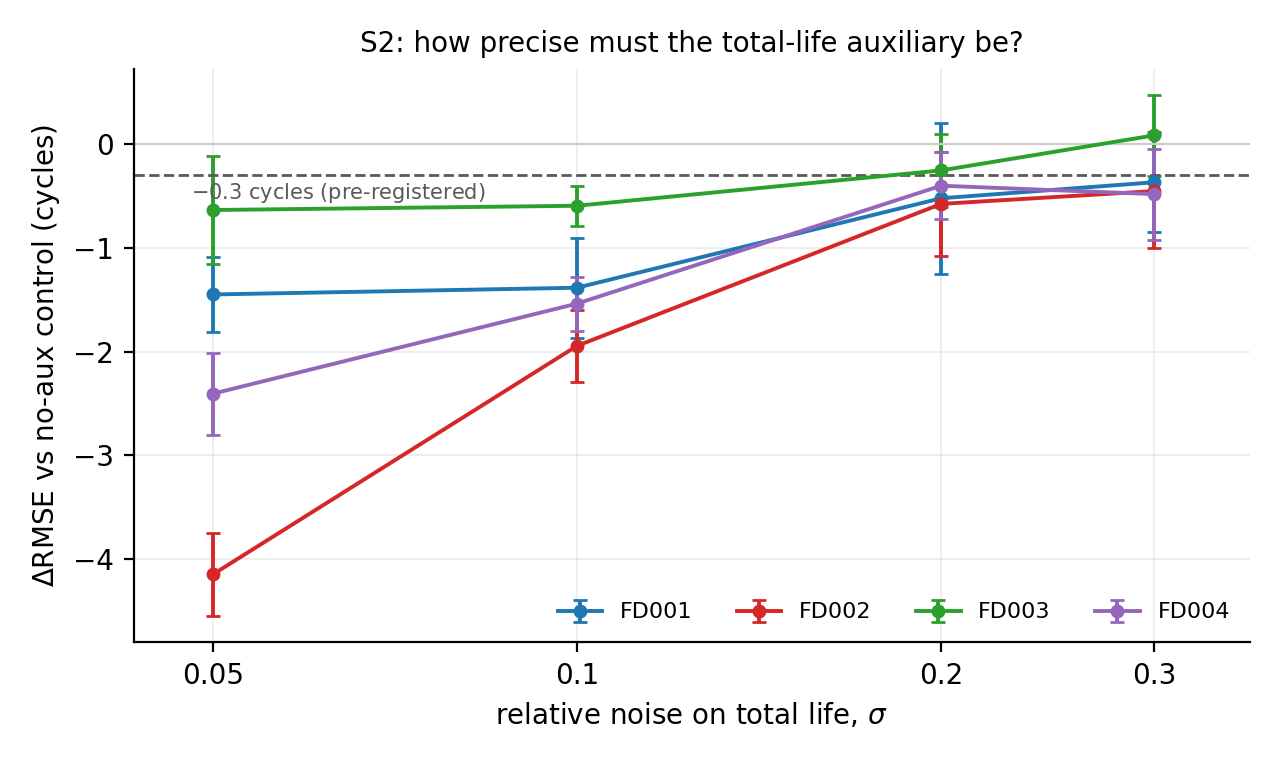 S2: how precise must the total-life auxiliary be?
ΔRMSE vs no-aux control (cycles)
0
−0.3 cycles (pre-registered)
−1
−2
−3
−4
FD001 FD002 FD003 FD004
0.05 0.1 0.2 0.3
relative noise on total life, σ